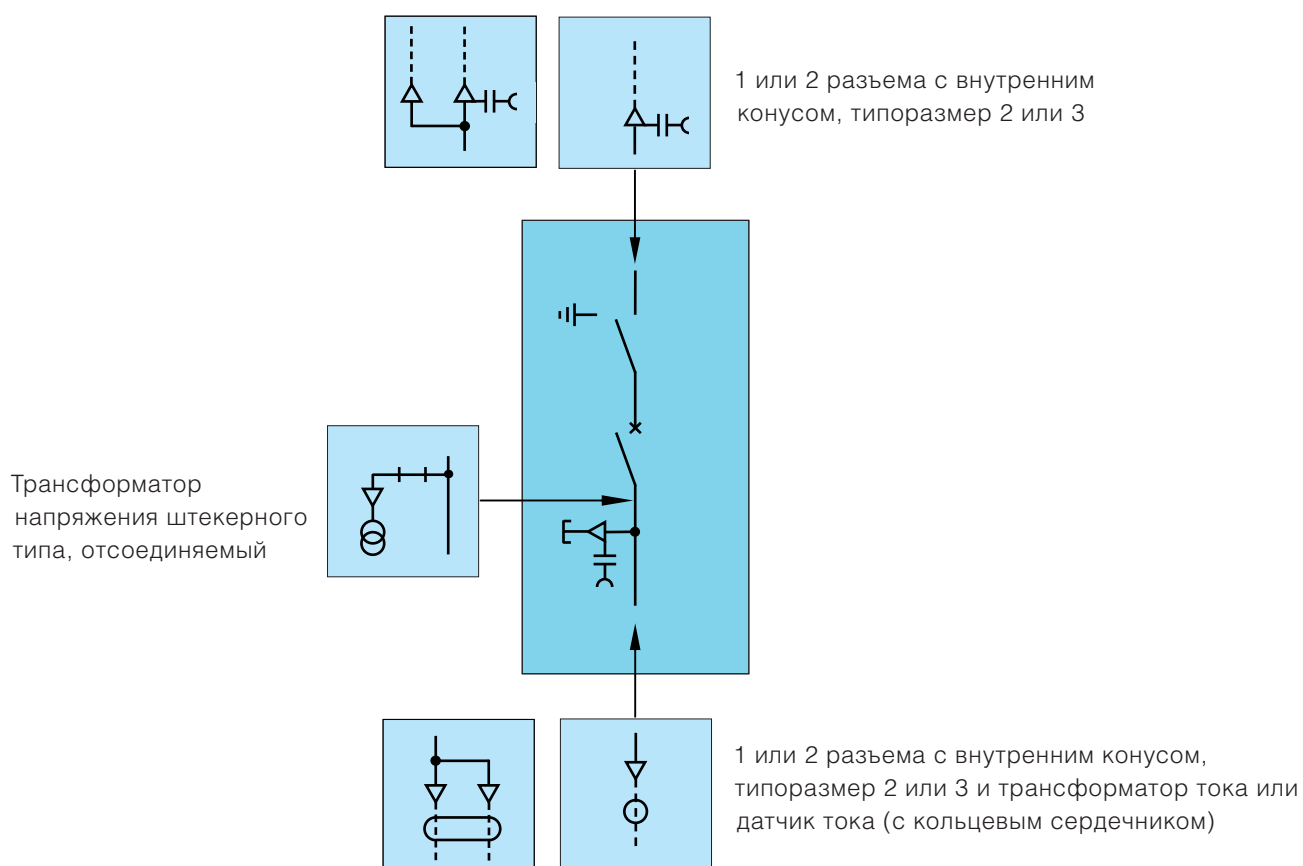 1 или 2 разъема с внутренним
конусом, типоразмер 2 или 3
Трансформатор
напряжения штекерного
типа, отсоединяемый
1 или 2 разъема с внутренним конусом,
типоразмер 2 или 3 и трансформатор тока или
датчик тока (с кольцевым сердечником)